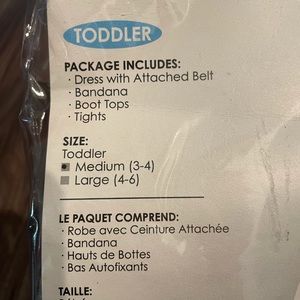 TODDLER
PACKAGE INCLUDES:
· Dress with Attached Belt
· Bandana
· Boot Tops
· Tights
SIZE:
Toddler
Medium (3-4)
Large (4-6)
LE PAQUET COMPREND:
· Robe avec Ceinture Attachée
· Bandana
· Hauts de Bottes
· Bas Autofixants
TAILLE: